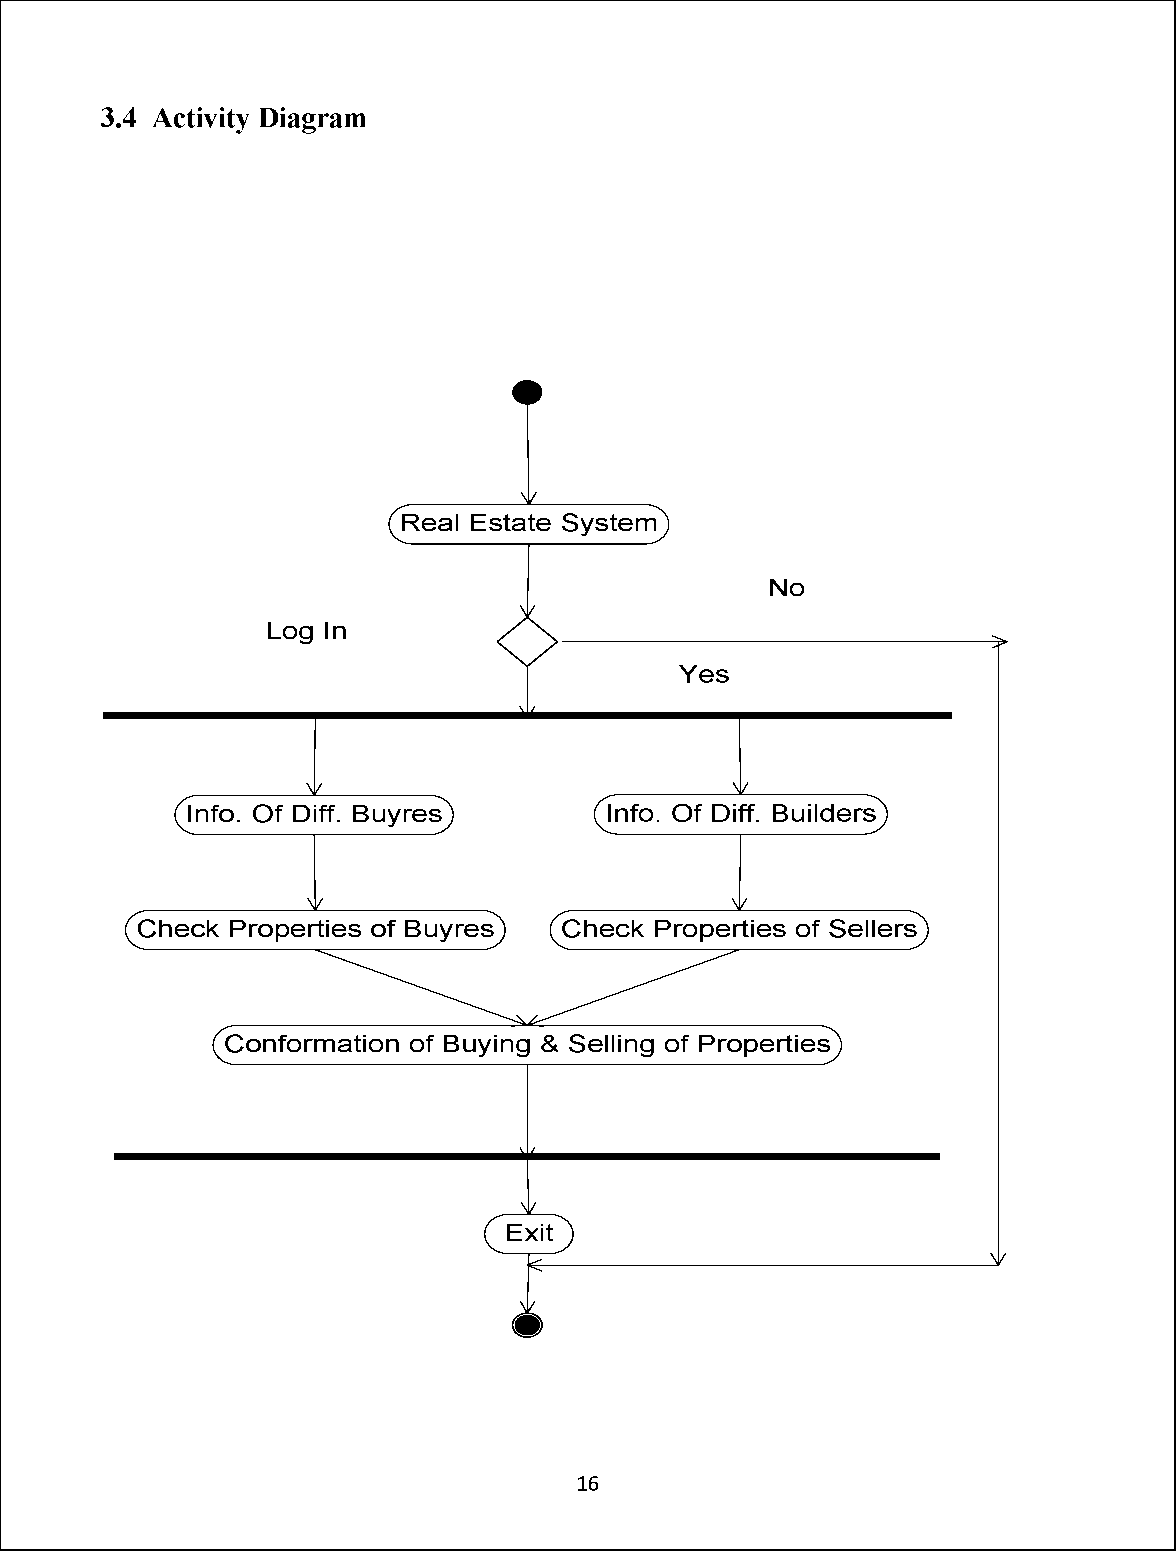 3.4 Activity Diagram
Real Estate System
No
Log In
Yes
Info. Of Diff. Buyres
Info. Of Diff. Builders
Check Properties of Buyres
Check Properties of Sellers
Conformation of Buying & Selling of Properties
Exit
16